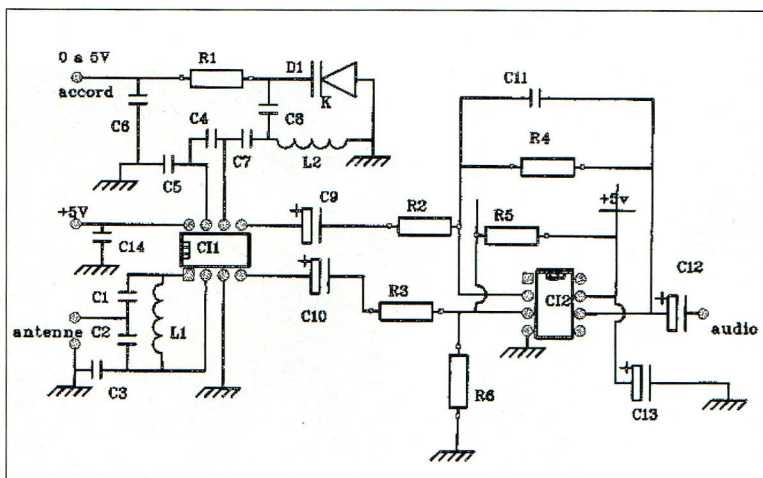 0 a 5V
accord
R1
D1
K
C11
C6
C4
C8
R4
C7
L2
C5
C9
+5V
R2
R5
+5v
C14
CI1
C1
C10
R3
CI2
C12
antenne
C2
L1
audio
C3
R6
C13